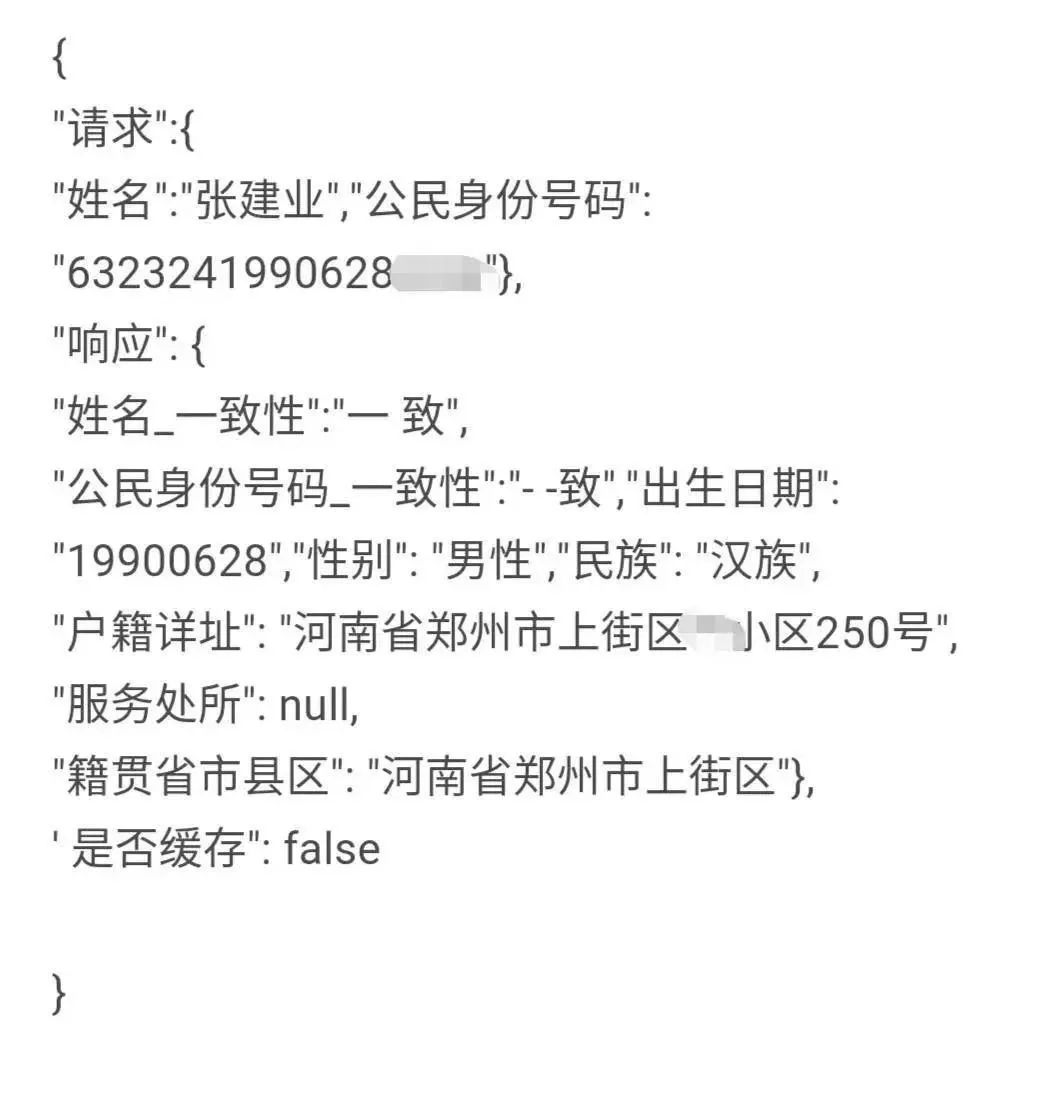 {
"请求":{
"姓名":"张建业","公民身份号码":
"63232419900628"},
"响应": {
"姓名_一致性":"一 致",
"公民身份号码_一致性":"- -致","出生日期":
"19900628","性别": "男性","民族": "汉族",
"户籍详址": "河南省郑州市上街区小区250号",
"服务处所": null,
"籍贯省市县区": "河南省郑州市上街区"},
' 是否缓存": false
}